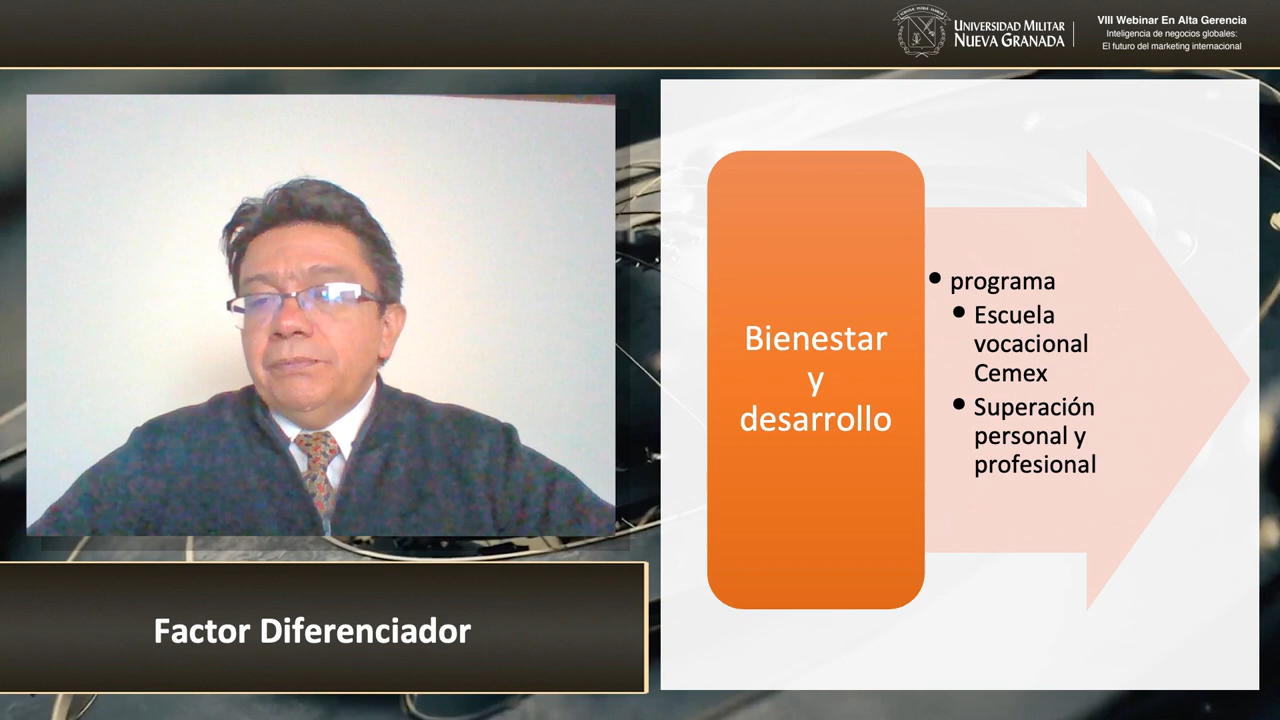 UNIVERSIDAD MILITAR
NUEVA GRANADA
VIII Webinar En Alta Gerencia
Inteligencia de negocios globales:
El futuro del marketing internacional
Bienestar
y
desarrollo
• programa
• Escuela
vocacional
Cemex
• Superación
personal y
profesional
Factor Diferenciador